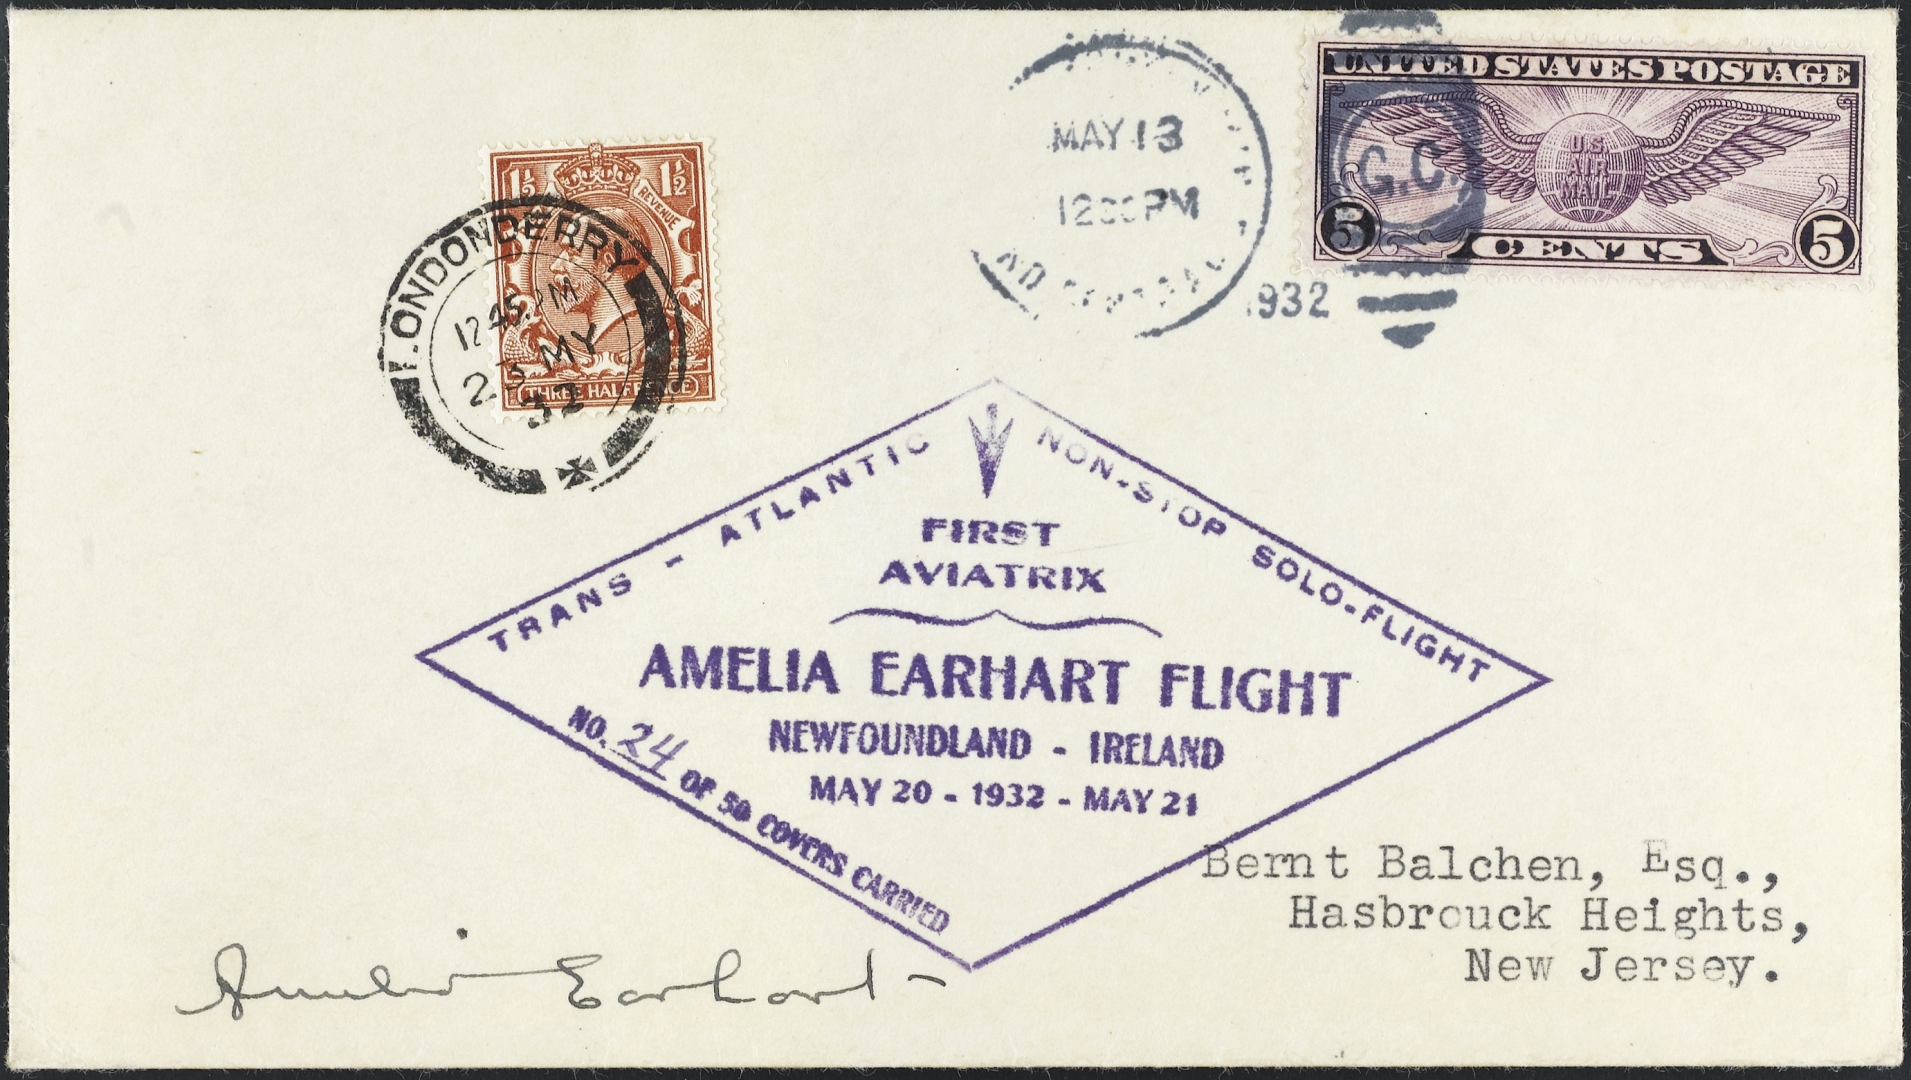 UNITED STATES POSTAGE
U.S.
AIR
MAIL
5 CENTS 5
G.C.
MAY 13
12 PM
1932
1½ 1½
REVENUE
THREE HALFPENCE
LONDONDERRY
12 45 PM
23 MY
32
TRANS - ATLANTIC NON-STOP SOLO-FLIGHT
FIRST
AVIATRIX
AMELIA EARHART FLIGHT
NEWFOUNDLAND - IRELAND
MAY 20 - 1932 - MAY 21
NO. 24 OF 50 COVERS CARRIED
Bernt Balchen, Esq.,
Hasbrouck Heights,
New Jersey.
Amelia Earhart